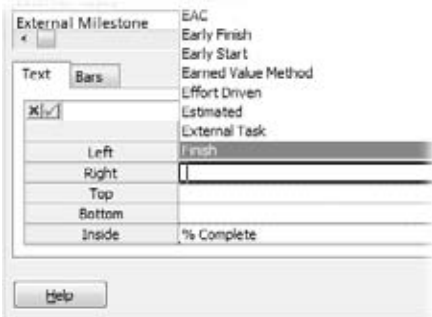 EAC
External Milestone
Early Finish
Early Start
Text Bars
Earned Value Method
Effort Driven
Estimated
External Task
Left Finish
Right
Top
Bottom
Inside % Complete
Help